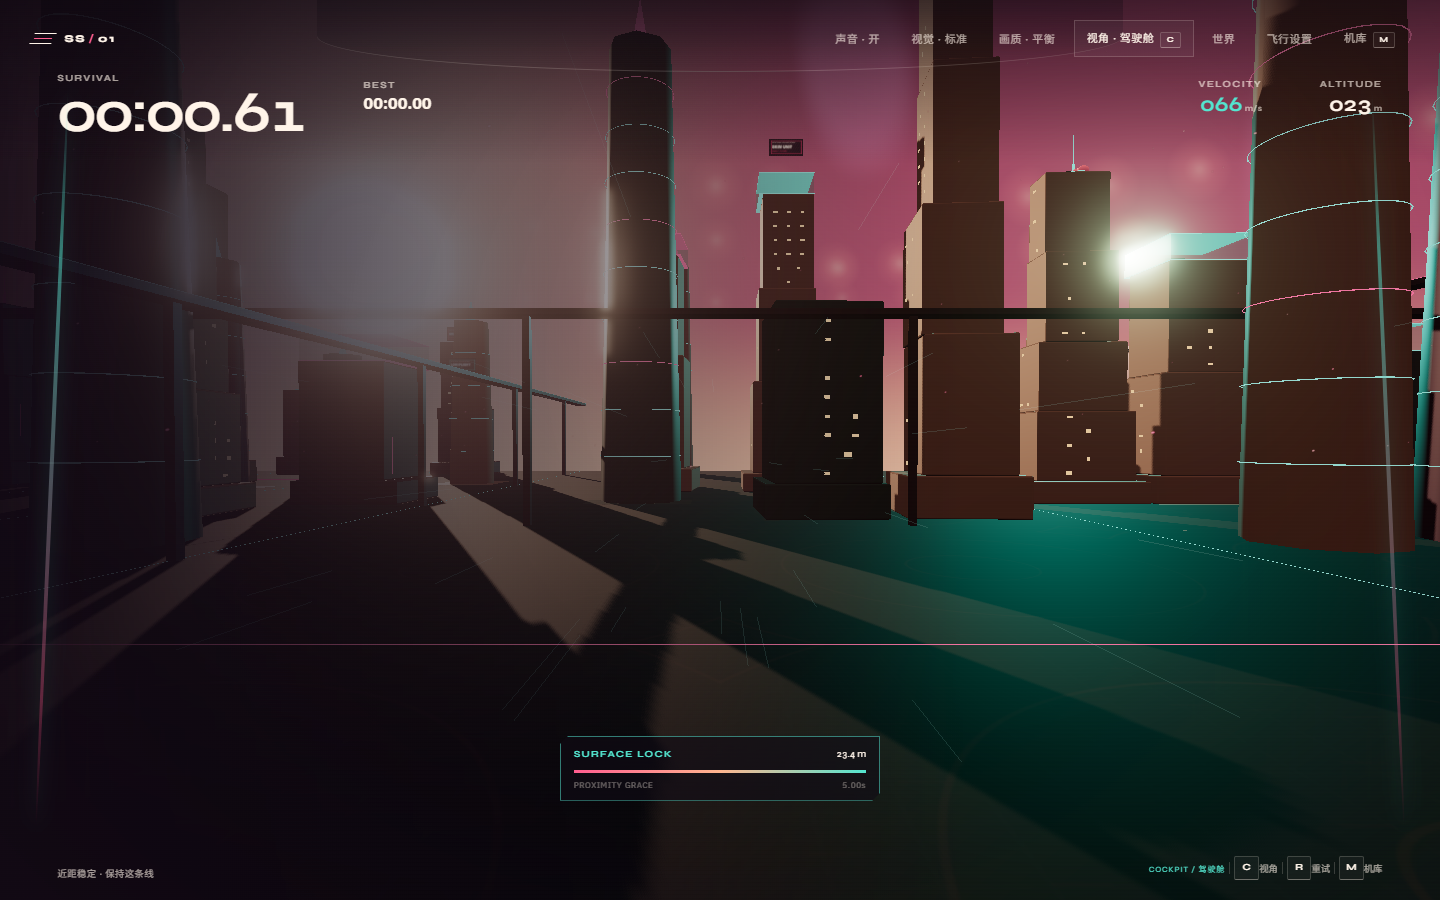 SS / 01
声音 · 开 视觉 · 标准 画质 · 平衡 视角 · 驾驶舱 C 世界 飞行设置 机库 M
SURVIVAL
00:00.61
BEST
00:00.00
VELOCITY
066 m/s
ALTITUDE
023 m
SURFACE LOCK 23.4 m
PROXIMITY GRACE 5.00s
近距稳定 · 保持这条线
COCKPIT / 驾驶舱 C 视角 R 重试 M 机库